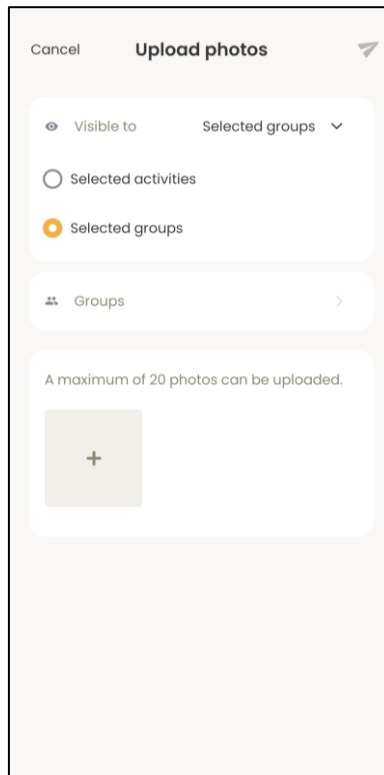 Cancel Upload photos
Visible to Selected groups
Selected activities
Selected groups
Groups
A maximum of 20 photos can be uploaded.
+